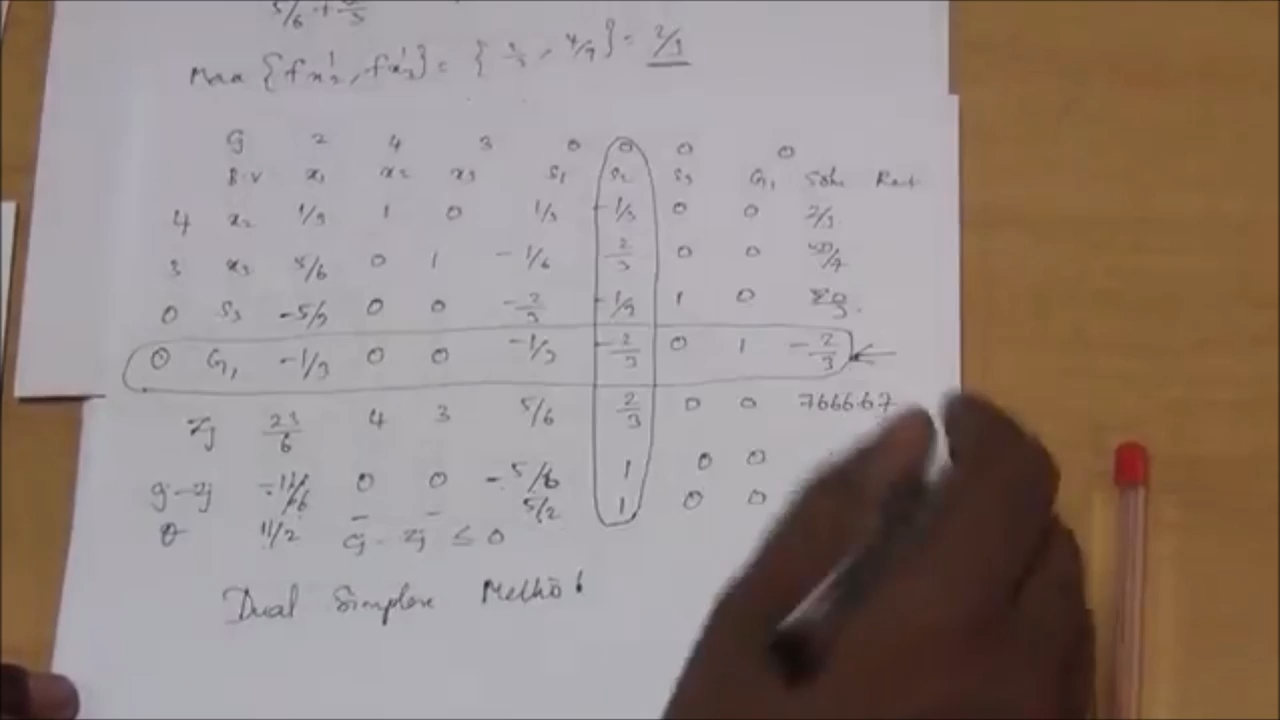 5/6 +
Max {fx₂¹, fx₃¹} = { 2/3 , 4/7 } = 2/3
Cj 2 4 3 0 0 0 0
B.V x₁ x₂ x₃ s₁ s₂ s₃ G₁ Soln
4 x₂ 1/3 1 0 1/3 -1/3 0 0 2/3
3 x₃ 5/6 0 1 -1/6 2/3 0 0
0 s₃ -5/3 0 0 -2/3 -1/3 1 0
0 G₁ -1/3 0 0 -1/3 -2/3 0 1 -2/3
Zj 23/6 4 3 5/6 2/3 0 0 7666.67
Cj-Zj -11/6 0 0 -5/6 1 0 0
θ 11/2 - - 5/2 1 0 0
Cj - Zj ≤ 0
Dual Simplex Method